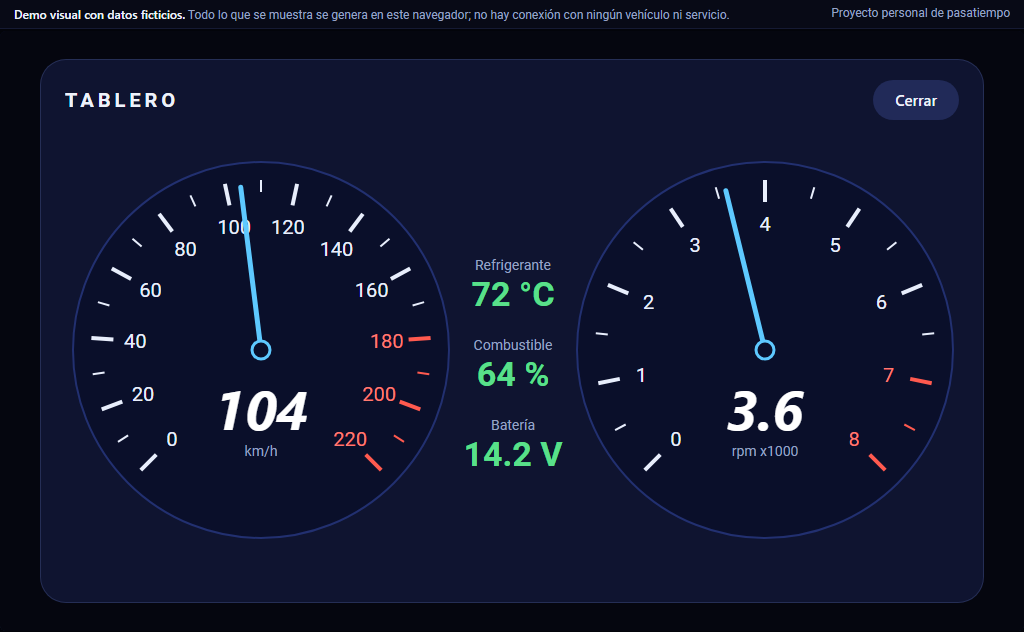 Demo visual con datos ficticios. Todo lo que se muestra se genera en este navegador; no hay conexión con ningún vehículo ni servicio.
Proyecto personal de pasatiempo
TABLERO
Cerrar
0
20
40
60
80
100
120
140
160
180
200
220
104
km/h
Refrigerante
72 °C
Combustible
64 %
Batería
14.2 V
0
1
2
3
4
5
6
7
8
3.6
rpm x1000